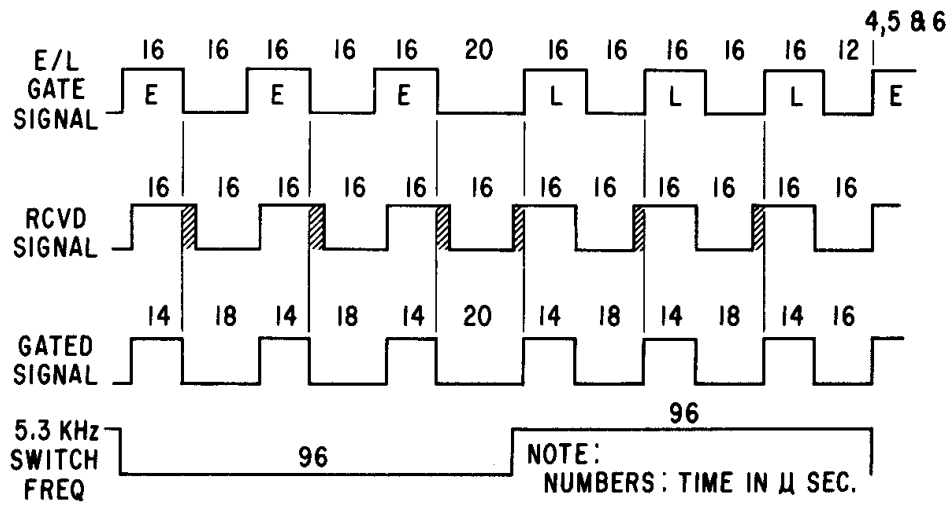 4,5 & 6
16 16 16 16 16 20 16 16 16 16 16 12
E/L
GATE
SIGNAL
E E E L L L E
16 16 16 16 16 16 16 16 16 16 16 16
RCVD
SIGNAL
14 18 14 18 14 20 14 18 14 18 14 16
GATED
SIGNAL
5.3 KHz
SWITCH
FREQ
96
96
NOTE:
NUMBERS: TIME IN μ SEC.